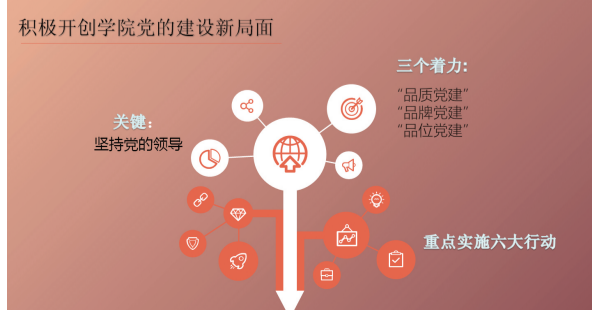 积极开创学院党的建设新局面
三个着力:
“品质党建”
“品牌党建”
“品位党建”
关键:
坚持党的领导
重点实施六大行动